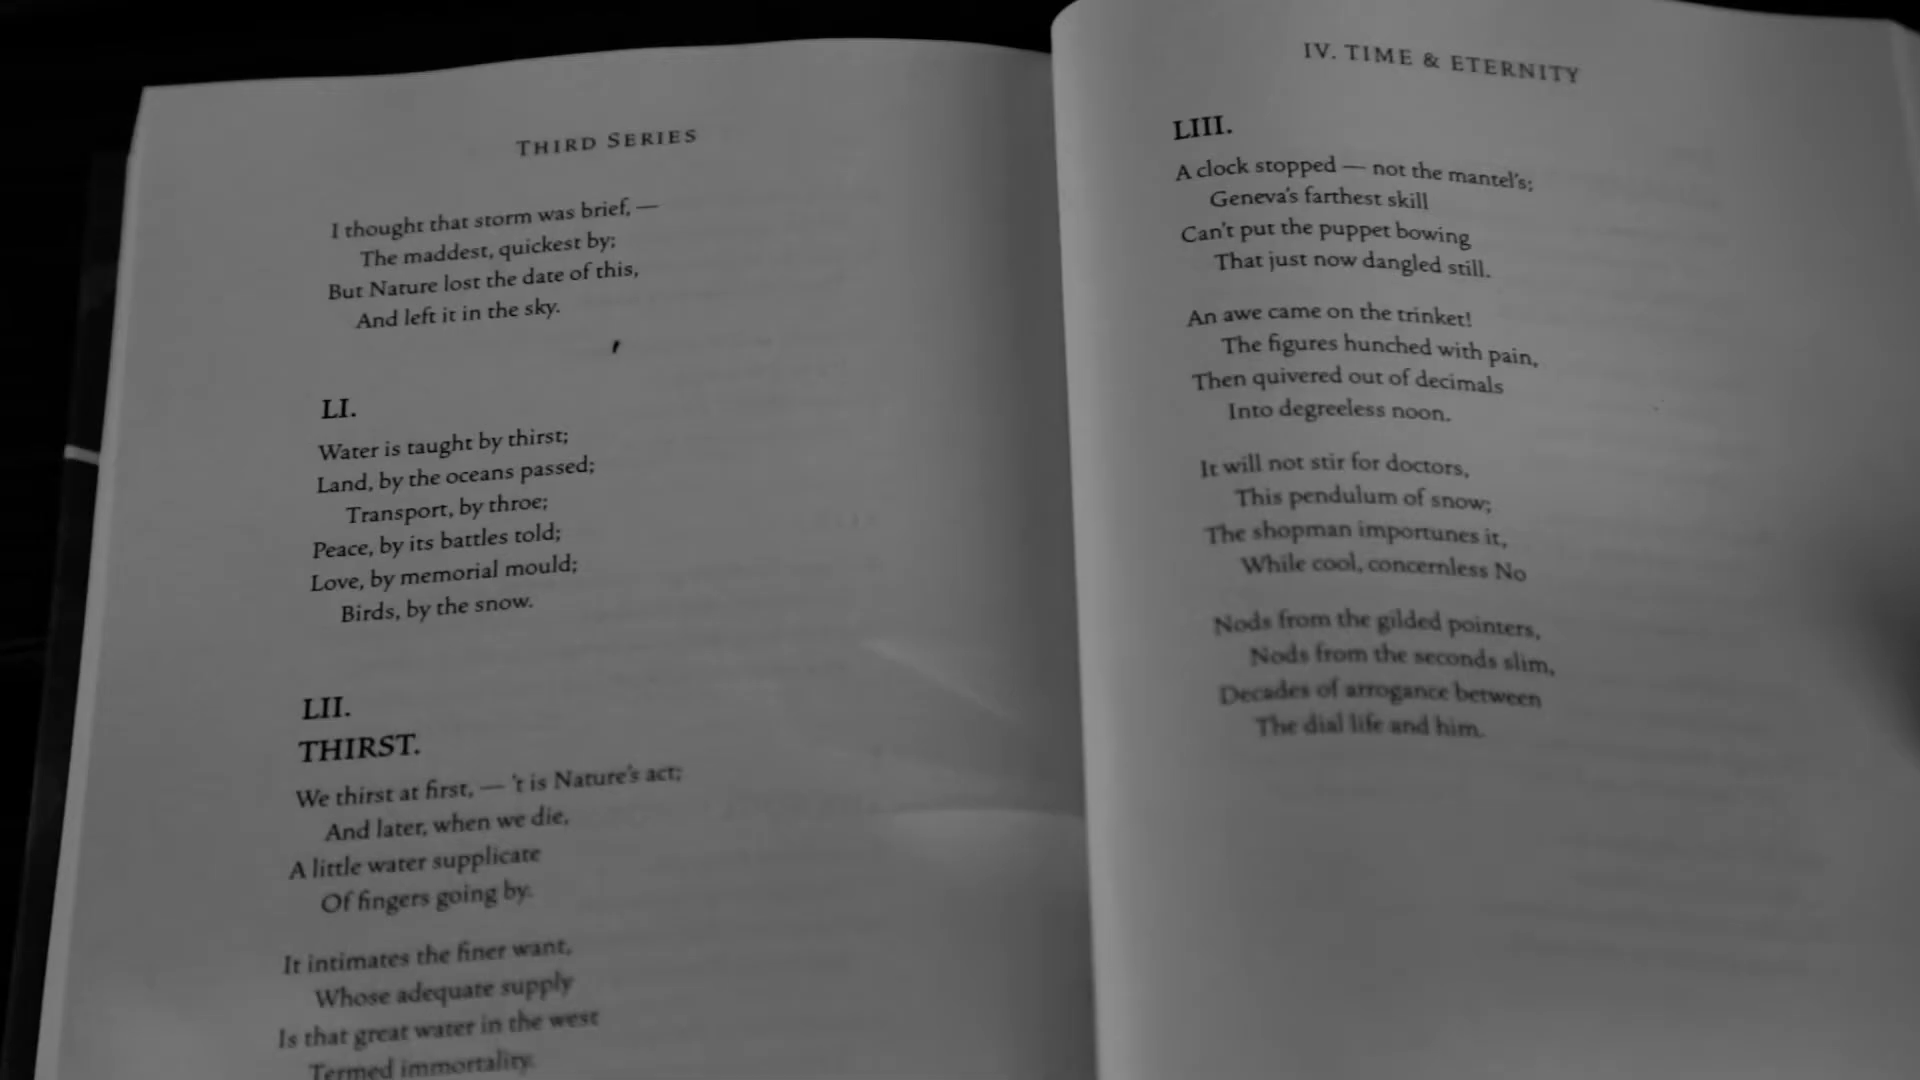 THIRD SERIES
I thought that storm was brief, —
The maddest, quickest by;
But Nature lost the date of this,
And left it in the sky.
LI.
Water is taught by thirst;
Land, by the oceans passed;
Transport, by throe;
Peace, by its battles told;
Love, by memorial mould;
Birds, by the snow.
LII.
THIRST.
We thirst at first, — 't is Nature's act;
And later, when we die,
A little water supplicate
Of fingers going by.
It intimates the finer want,
Whose adequate supply
Is that great water in the west
Termed immortality.
IV. TIME & ETERNITY
LIII.
A clock stopped — not the mantel's;
Geneva's farthest skill
Can't put the puppet bowing
That just now dangled still.
An awe came on the trinket!
The figures hunched with pain,
Then quivered out of decimals
Into degreeless noon.
It will not stir for doctors,
This pendulum of snow;
The shopman importunes it,
While cool, concernless No
Nods from the gilded pointers,
Nods from the seconds slim,
Decades of arrogance between
The dial life and him.